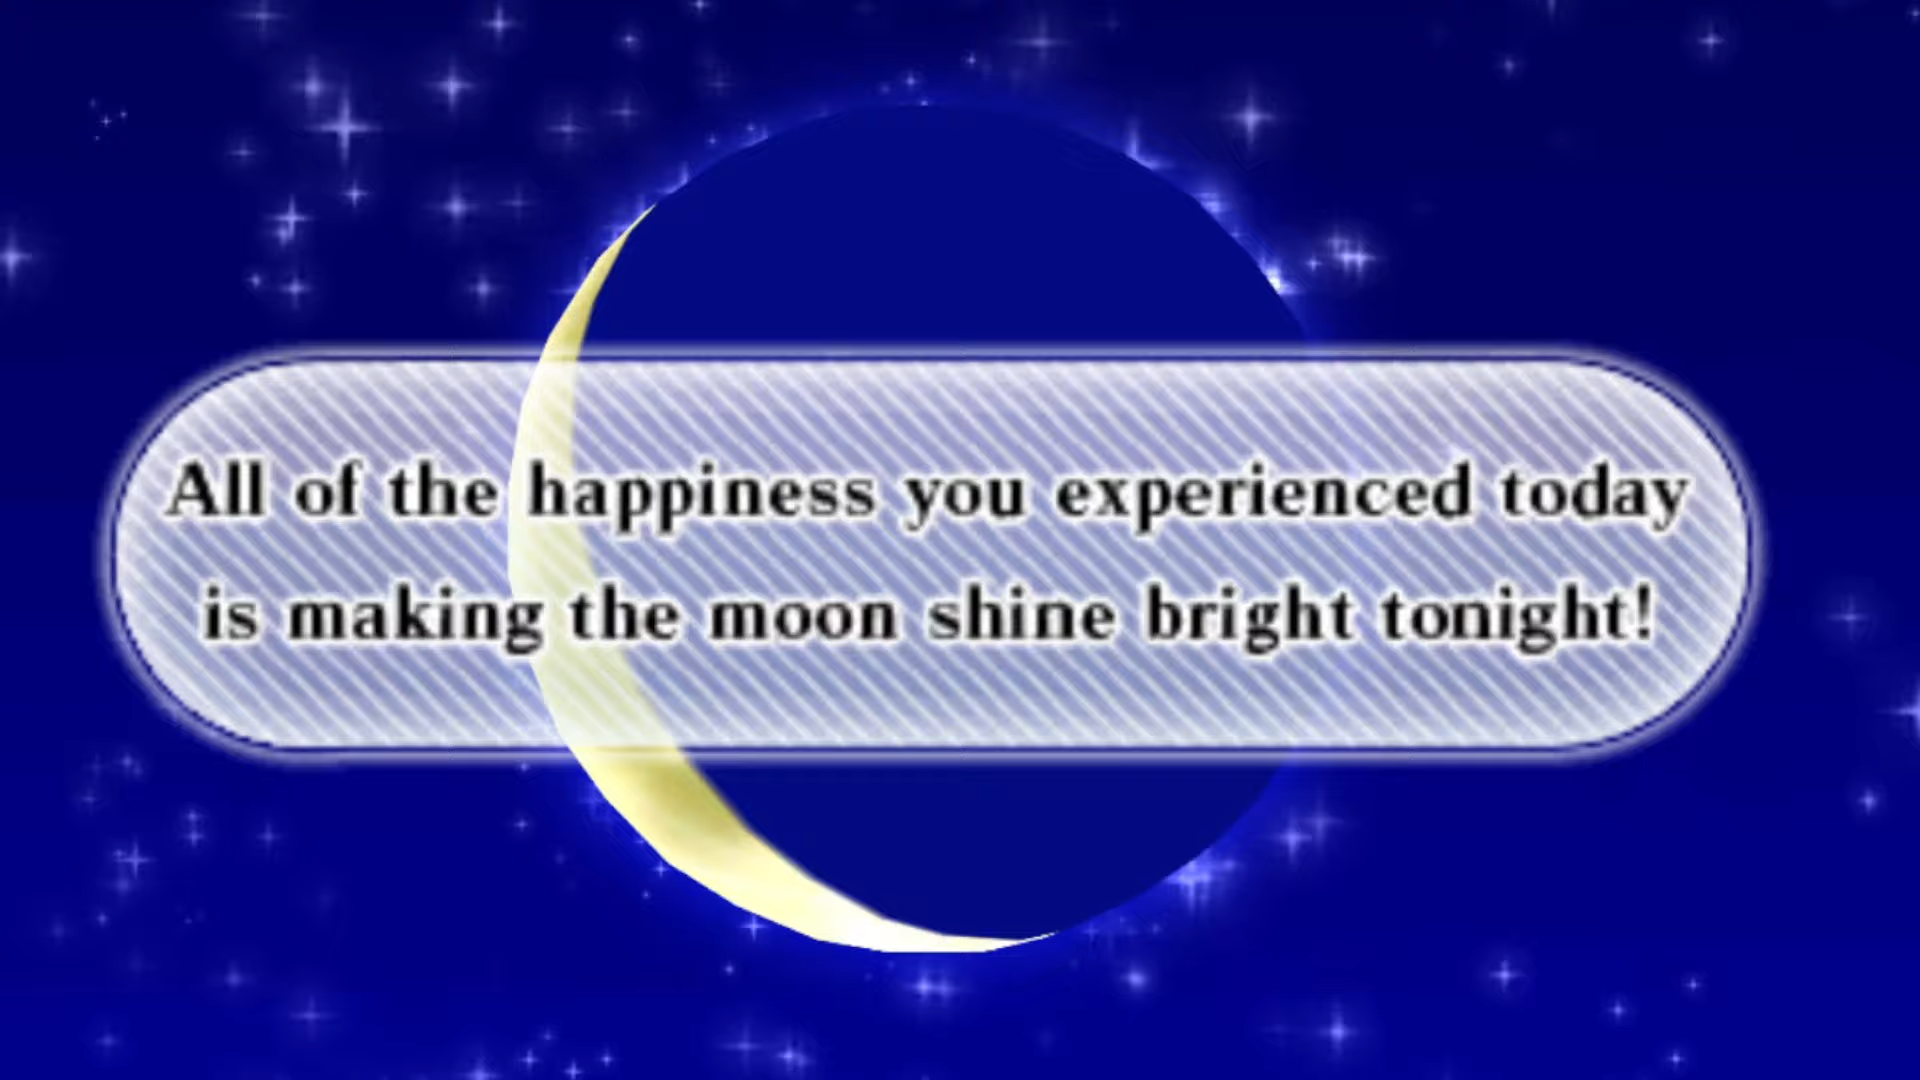 All of the happiness you experienced today
is making the moon shine bright tonight!